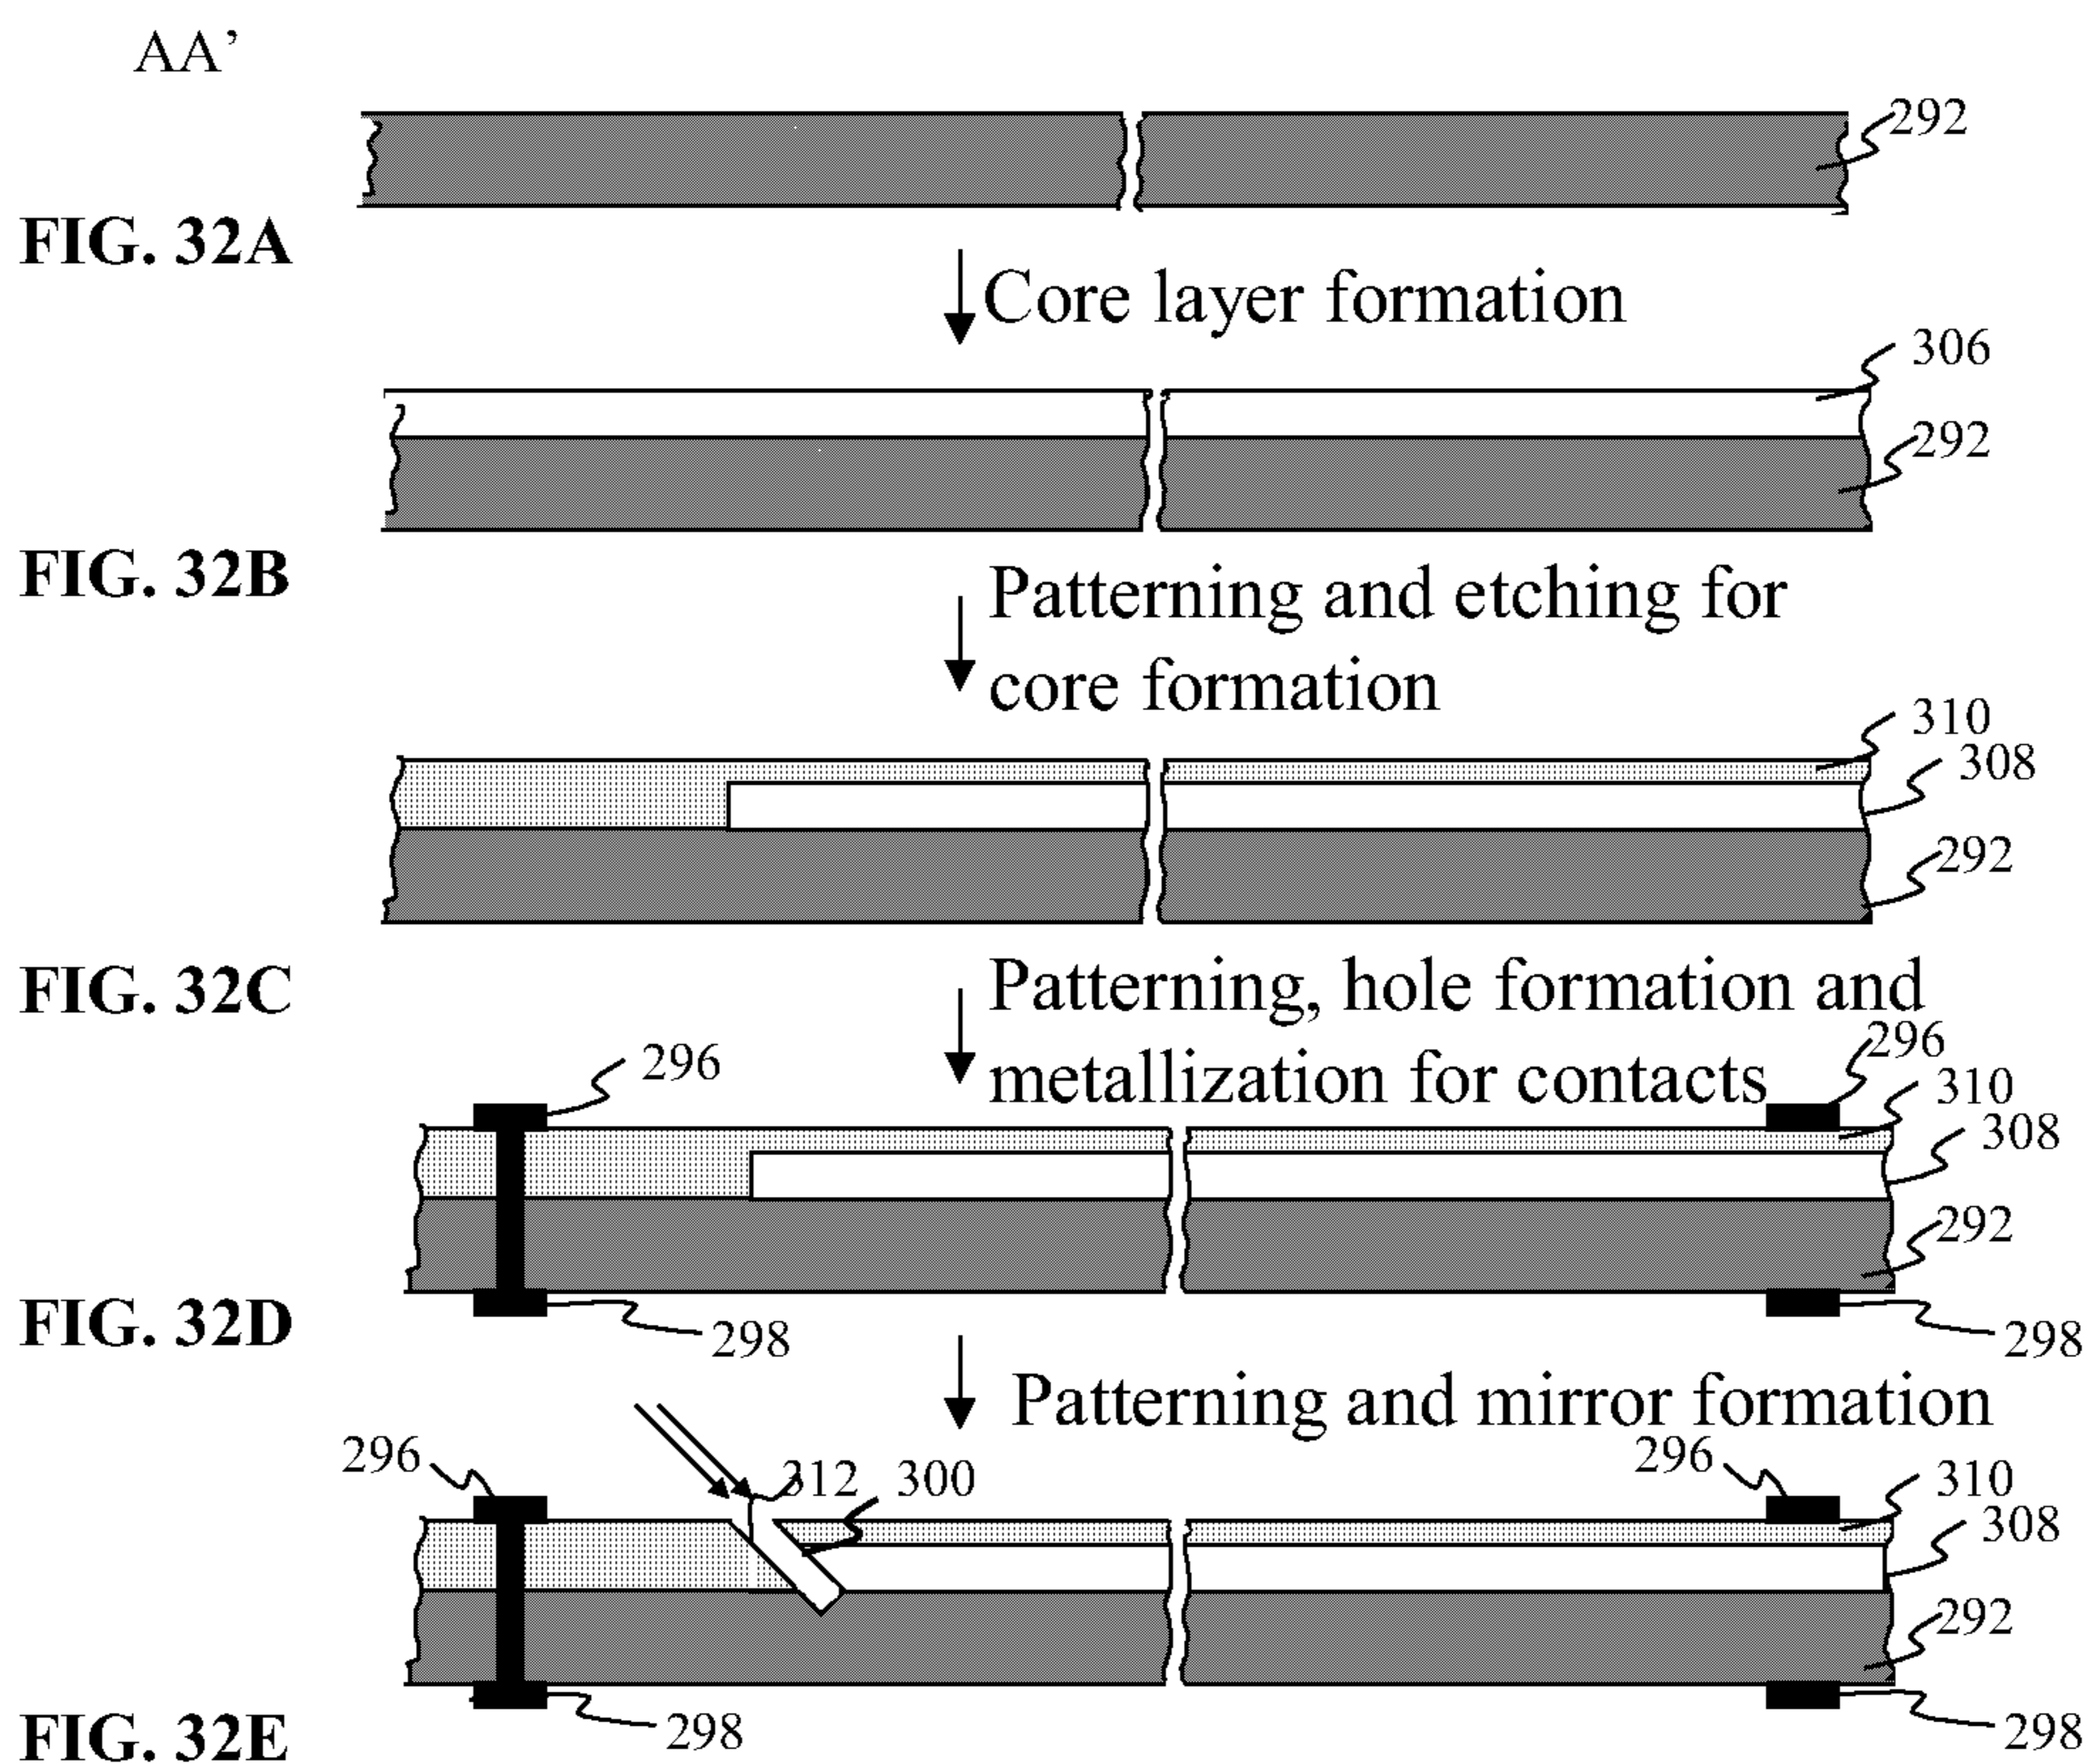 AA’
292
FIG. 32A
Core layer formation
306
292
FIG. 32B
Patterning and etching for
core formation
310
308
292
FIG. 32C
Patterning, hole formation and
metallization for contacts
296
296
310
308
292
FIG. 32D
298
298
Patterning and mirror formation
296
312
300
296
310
308
292
FIG. 32E
298
298